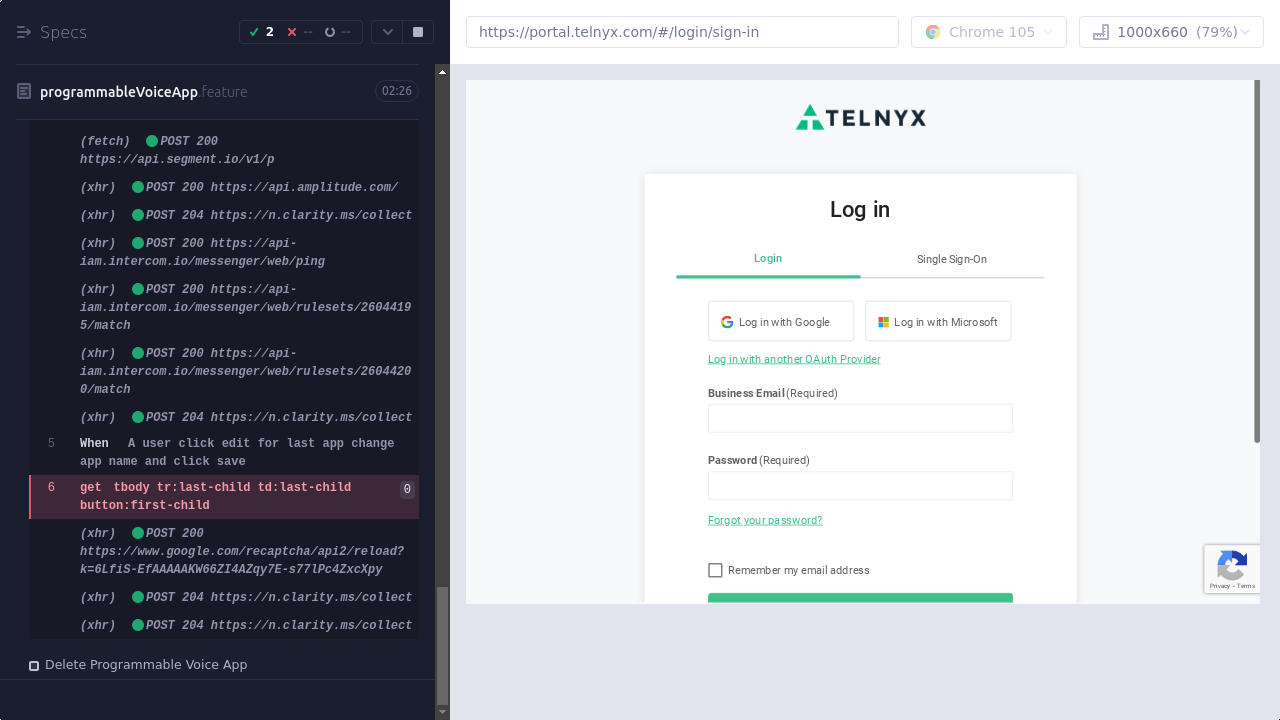 Specs
2
--
--
programmableVoiceApp.feature
02:26
(fetch) POST 200
https://api.segment.io/v1/p
(xhr) POST 200 https://api.amplitude.com/
(xhr) POST 204 https://n.clarity.ms/collect
(xhr) POST 200 https://api-
iam.intercom.io/messenger/web/ping
(xhr) POST 200 https://api-
iam.intercom.io/messenger/web/rulesets/2604419
5/match
(xhr) POST 200 https://api-
iam.intercom.io/messenger/web/rulesets/2604420
0/match
(xhr) POST 204 https://n.clarity.ms/collect
5 When A user click edit for last app change
app name and click save
6 get tbody tr:last-child td:last-child 0
button:first-child
(xhr) POST 200
https://www.google.com/recaptcha/api2/reload?
k=6LfiS-EfAAAAAKW66ZI4AZqy7E-s77lPc4ZxcXpy
(xhr) POST 204 https://n.clarity.ms/collect
(xhr) POST 204 https://n.clarity.ms/collect
Delete Programmable Voice App
https://portal.telnyx.com/#/login/sign-in
Chrome 105
1000x660 (79%)
TELNYX
Log in
Login
Single Sign-On
Log in with Google
Log in with Microsoft
Log in with another OAuth Provider
Business Email (Required)
Password (Required)
Forgot your password?
Remember my email address
Privacy - Terms